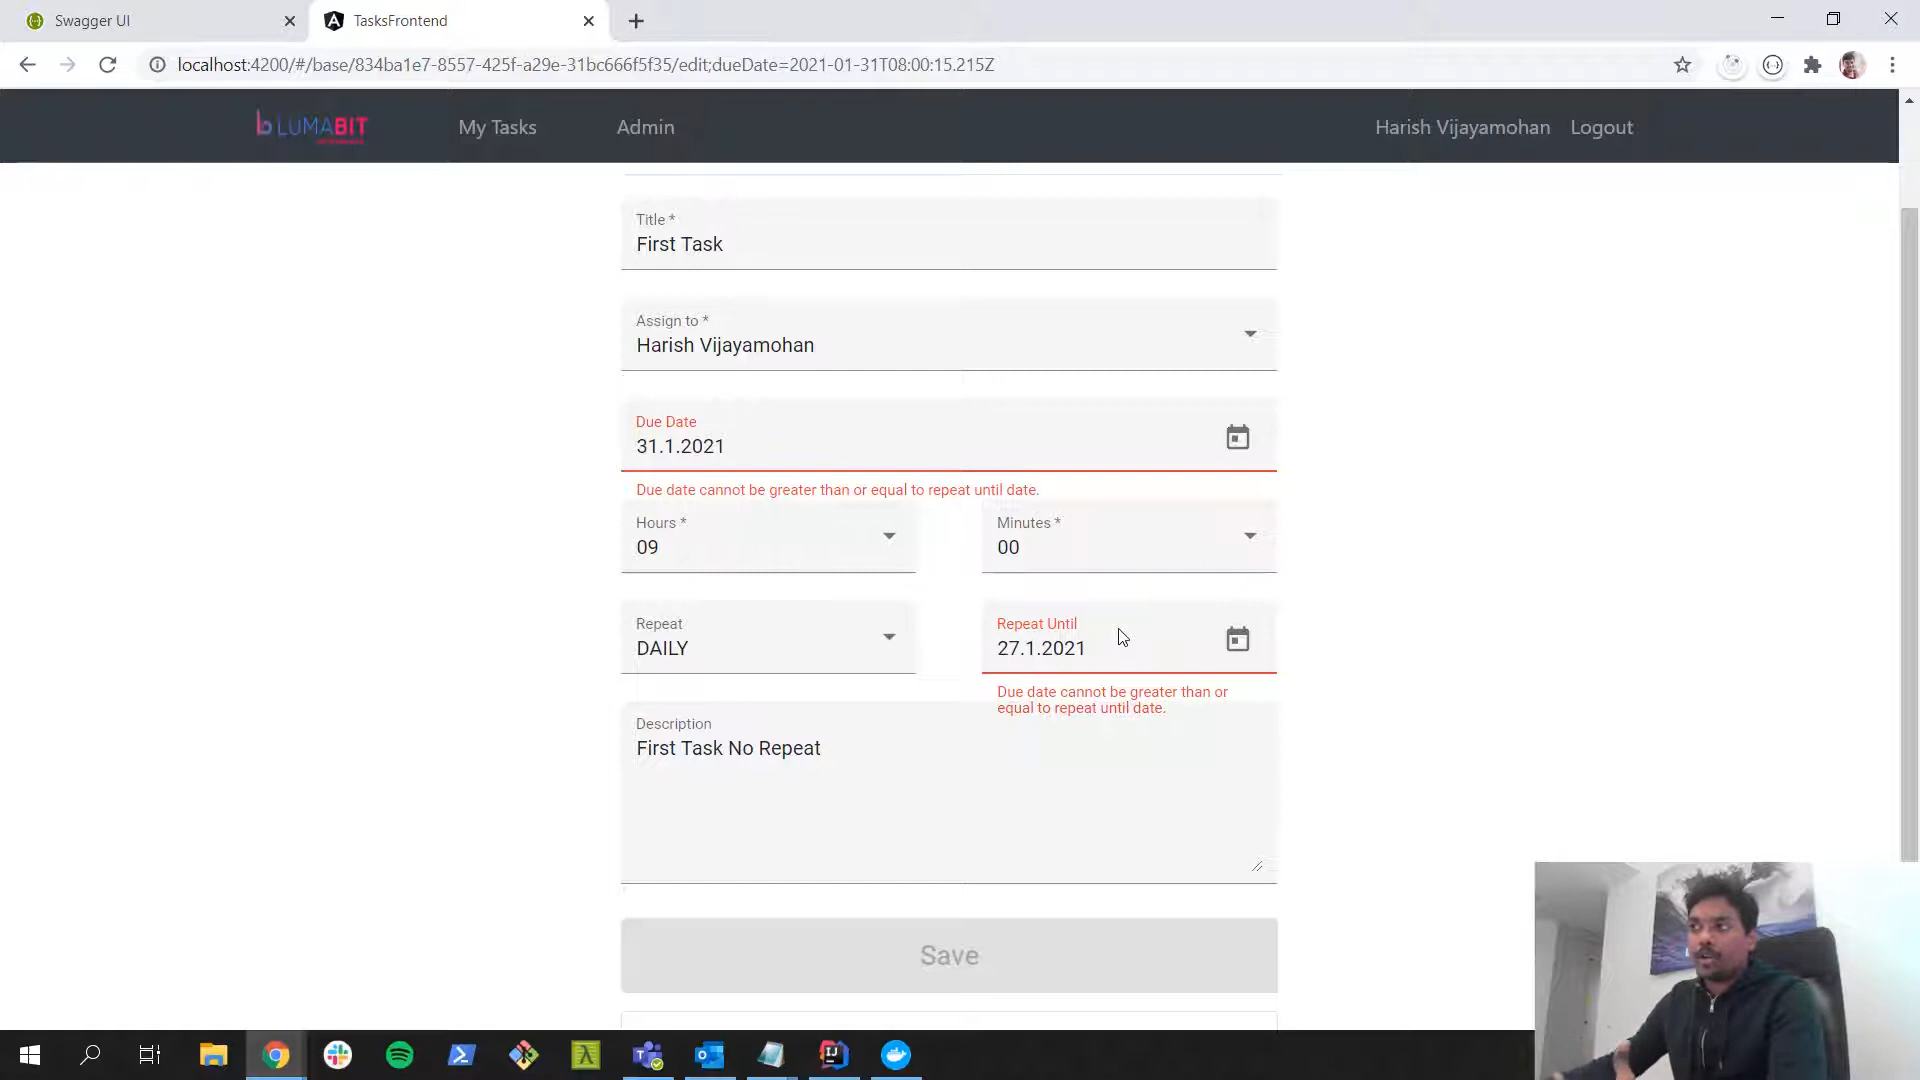 Swagger UI
TasksFrontend
localhost:4200/#/base/834ba1e7-8557-425f-a29e-31bc666f5f35/edit;dueDate=2021-01-31T08:00:15.215Z
LUMABIT
My Tasks
Admin
Harish Vijayamohan
Logout
Title *
First Task
Assign to *
Harish Vijayamohan
Due Date
31.1.2021
Due date cannot be greater than or equal to repeat until date.
Hours *
09
Minutes *
00
Repeat
DAILY
Repeat Until
27.1.2021
Due date cannot be greater than or
equal to repeat until date.
Description
First Task No Repeat
Save